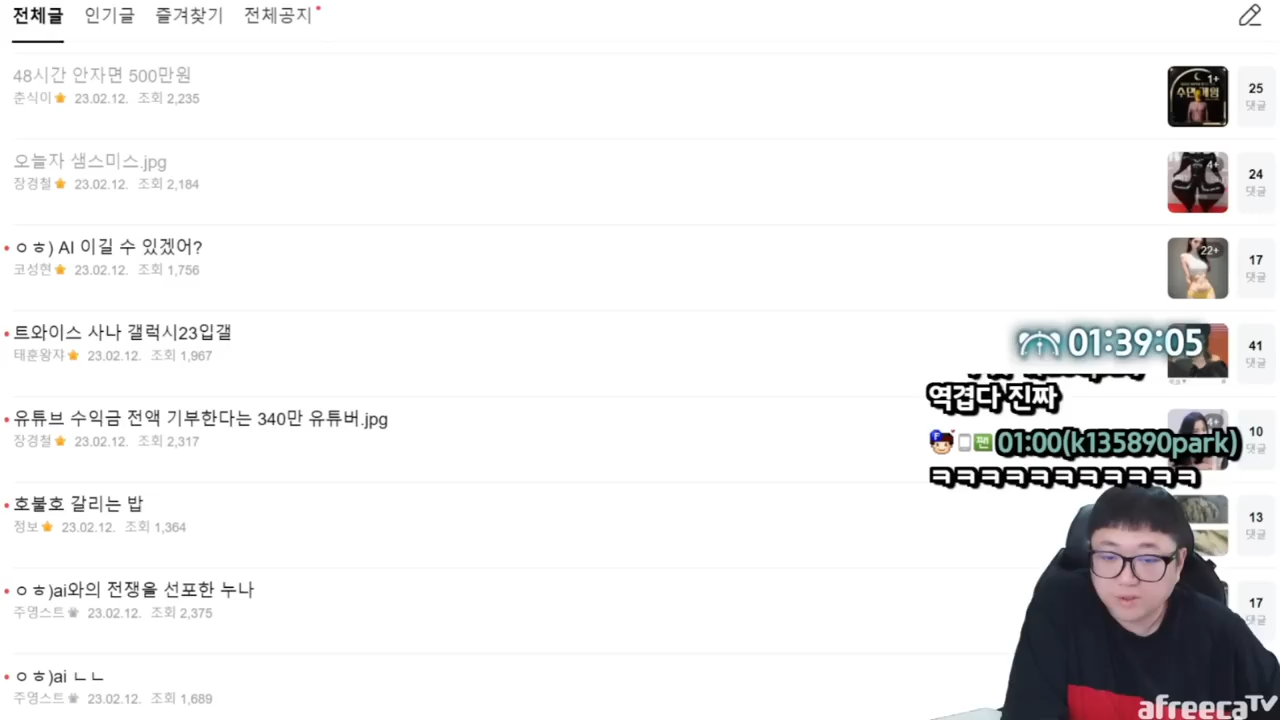 전체글 인기글 즐겨찾기 전체공지
48시간 안자면 500만원
춘식이 23.02.12. 조회 2,235
1+
수면게임
25
댓글
오늘자 샘스미스.jpg
장경철 23.02.12. 조회 2,184
4+
24
댓글
ㅇㅎ) AI 이길 수 있겠어?
코성현 23.02.12. 조회 1,756
22+
17
댓글
트와이스 사나 갤럭시23입갤
태훈왕자 23.02.12. 조회 1,967
01:39:05
41
댓글
역겹다 진짜
유튜브 수익금 전액 기부한다는 340만 유튜버.jpg
장경철 23.02.12. 조회 2,317
4+
10
댓글
팬 01:00(k135890park)
ㅋㅋㅋㅋㅋㅋㅋㅋㅋㅋㅋ
호불호 갈리는 밥
정보 23.02.12. 조회 1,364
13
댓글
ㅇㅎ)ai와의 전쟁을 선포한 누나
주영스트 23.02.12. 조회 2,375
17
댓글
ㅇㅎ)ai ㄴㄴ
주영스트 23.02.12. 조회 1,689
afreecaTV